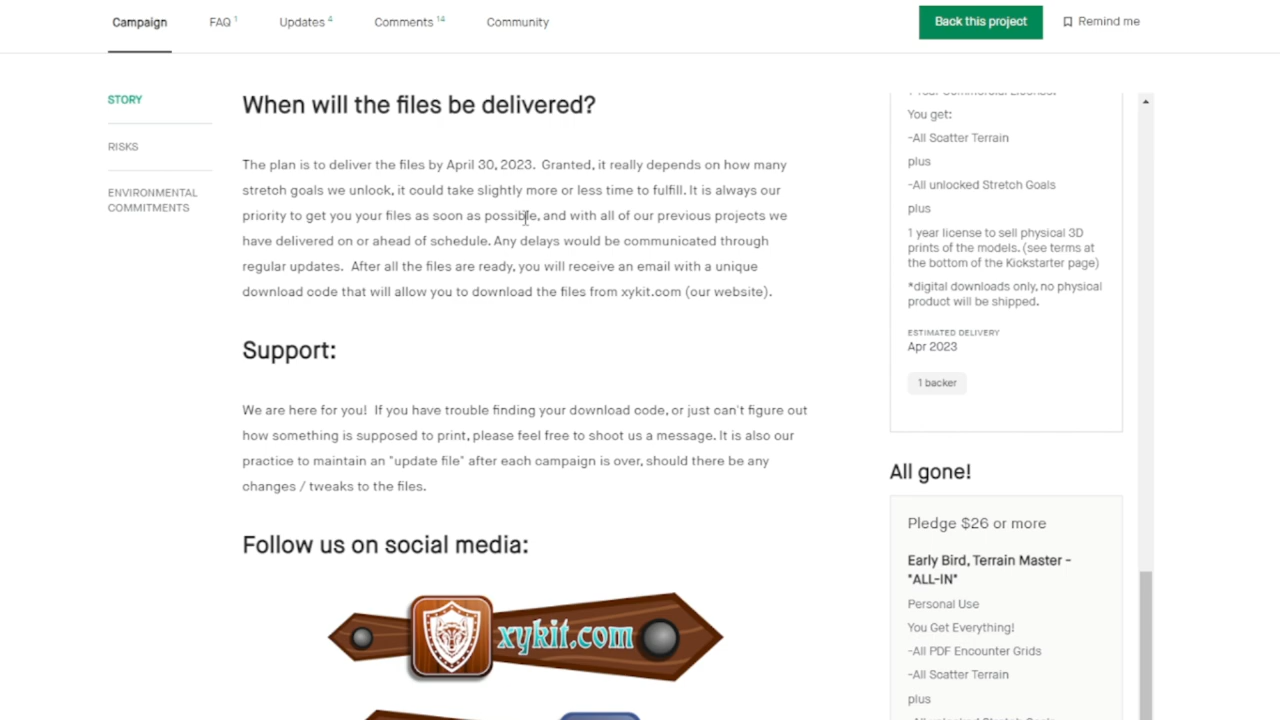 Campaign
FAQ 1
Updates 4
Comments 14
Community
Back this project
Remind me
STORY
RISKS
ENVIRONMENTAL
COMMITMENTS
When will the files be delivered?
The plan is to deliver the files by April 30, 2023. Granted, it really depends on how many
stretch goals we unlock, it could take slightly more or less time to fulfill. It is always our
priority to get you your files as soon as possible, and with all of our previous projects we
have delivered on or ahead of schedule. Any delays would be communicated through
regular updates. After all the files are ready, you will receive an email with a unique
download code that will allow you to download the files from xykit.com (our website).
Support:
We are here for you! If you have trouble finding your download code, or just can't figure out
how something is supposed to print, please feel free to shoot us a message. It is also our
practice to maintain an "update file" after each campaign is over, should there be any
changes / tweaks to the files.
Follow us on social media:
xykit.com
You get:
-All Scatter Terrain
plus
-All unlocked Stretch Goals
plus
1 year license to sell physical 3D
prints of the models. (see terms at
the bottom of the Kickstarter page)
*digital downloads only, no physical
product will be shipped.
ESTIMATED DELIVERY
Apr 2023
1 backer
All gone!
Pledge $26 or more
Early Bird, Terrain Master -
"ALL-IN"
Personal Use
You Get Everything!
-All PDF Encounter Grids
-All Scatter Terrain
plus